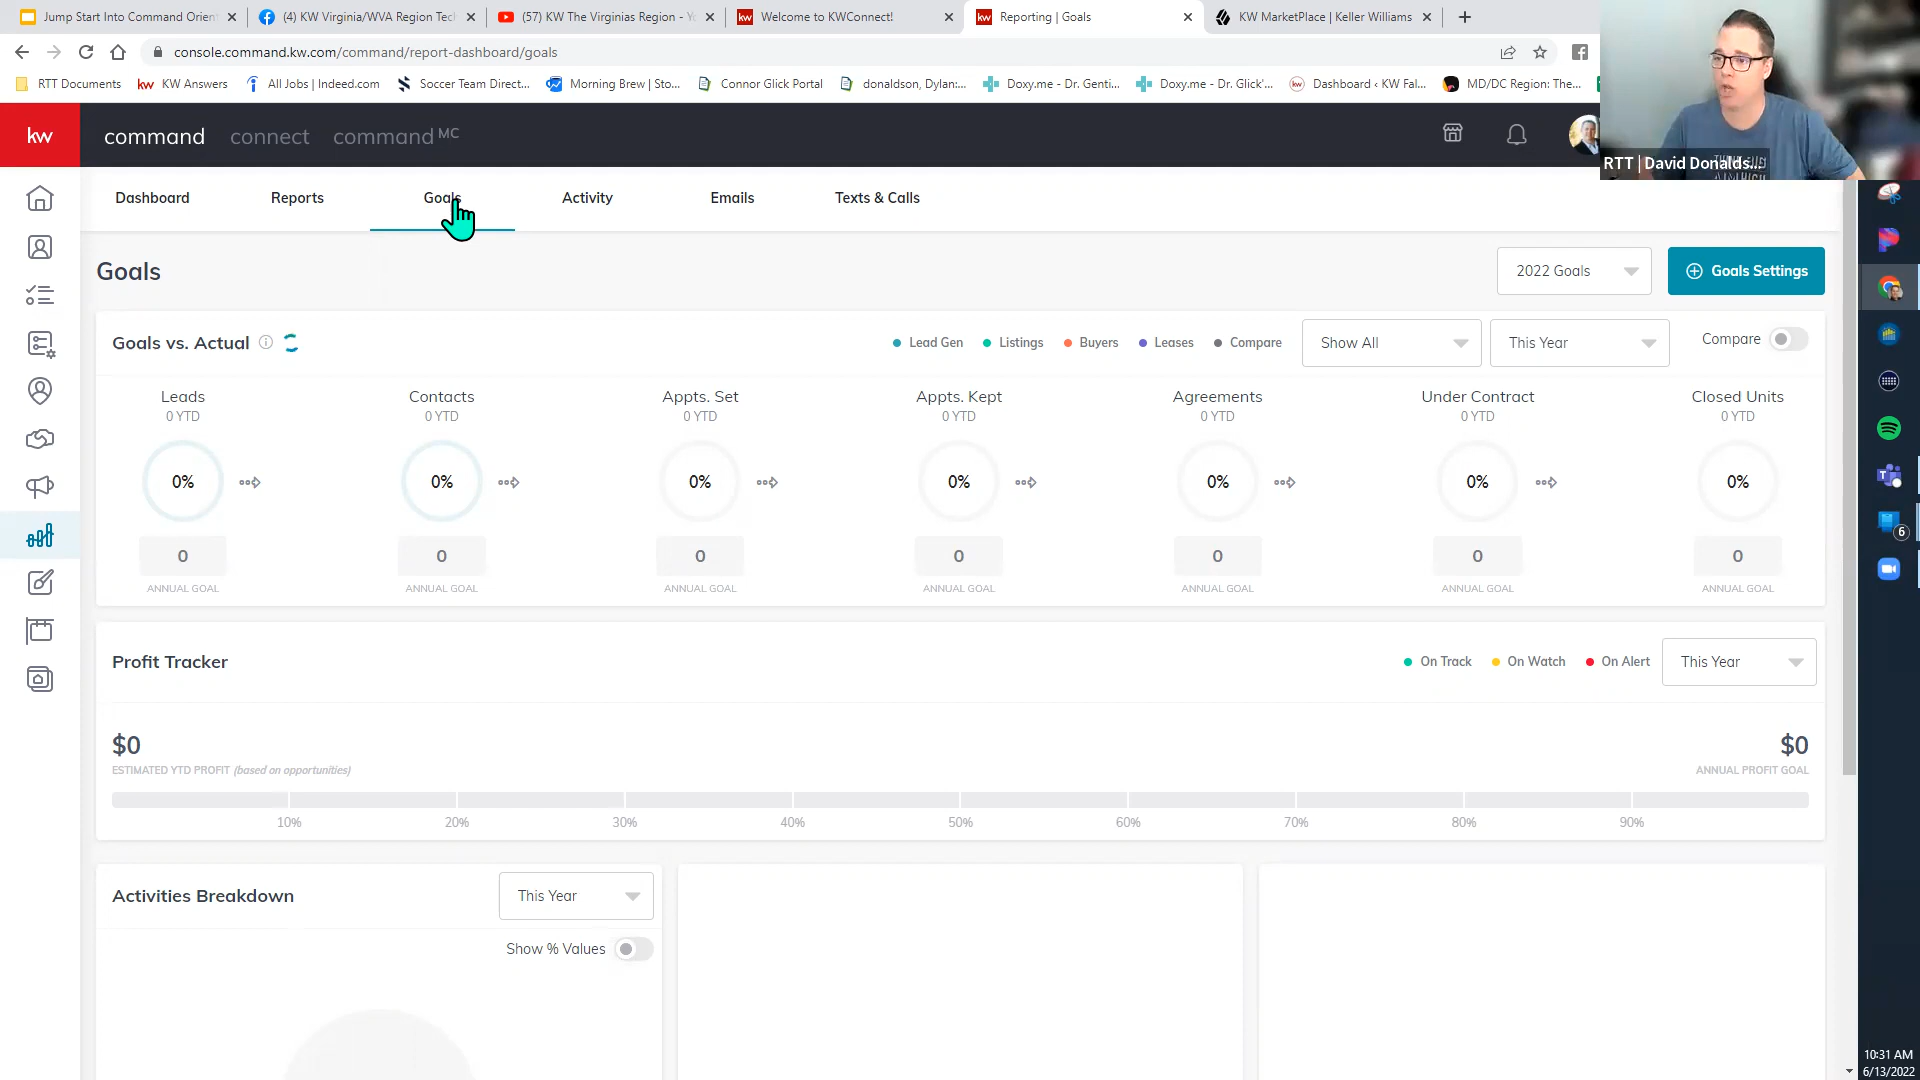 Jump Start Into Command Orien
(4) KW Virginia/WVA Region Tec
(57) KW The Virginias Region - Y
kw Welcome to KWConnect!
kw Reporting | Goals
KW MarketPlace | Keller Williams
console.command.kw.com/command/report-dashboard/goals
RTT Documents
kw KW Answers
All Jobs | Indeed.com
Soccer Team Direct...
Morning Brew | Sto...
Connor Glick Portal
donaldson, Dylan:...
Doxy.me - Dr. Genti...
Doxy.me - Dr. Glick'...
Dashboard ‹ KW Fal...
MD/DC Region: The...
kw command connect command MC
RTT | David Donalds...
Dashboard Reports Goals Activity Emails Texts & Calls
Goals
2022 Goals
Goals Settings
Goals vs. Actual
Lead Gen Listings Buyers Leases Compare
Show All
This Year
Compare
Leads Contacts Appts. Set Appts. Kept Agreements Under Contract Closed Units
0 YTD 0 YTD 0 YTD 0 YTD 0 YTD 0 YTD 0 YTD
0% 0% 0% 0% 0% 0% 0%
0 0 0 0 0 0 0
ANNUAL GOAL ANNUAL GOAL ANNUAL GOAL ANNUAL GOAL ANNUAL GOAL ANNUAL GOAL ANNUAL GOAL
Profit Tracker
On Track On Watch On Alert
This Year
$0 $0
ESTIMATED YTD PROFIT (based on opportunities) ANNUAL PROFIT GOAL
10% 20% 30% 40% 50% 60% 70% 80% 90%
Activities Breakdown
This Year
Show % Values
6
10:31 AM
6/13/2022